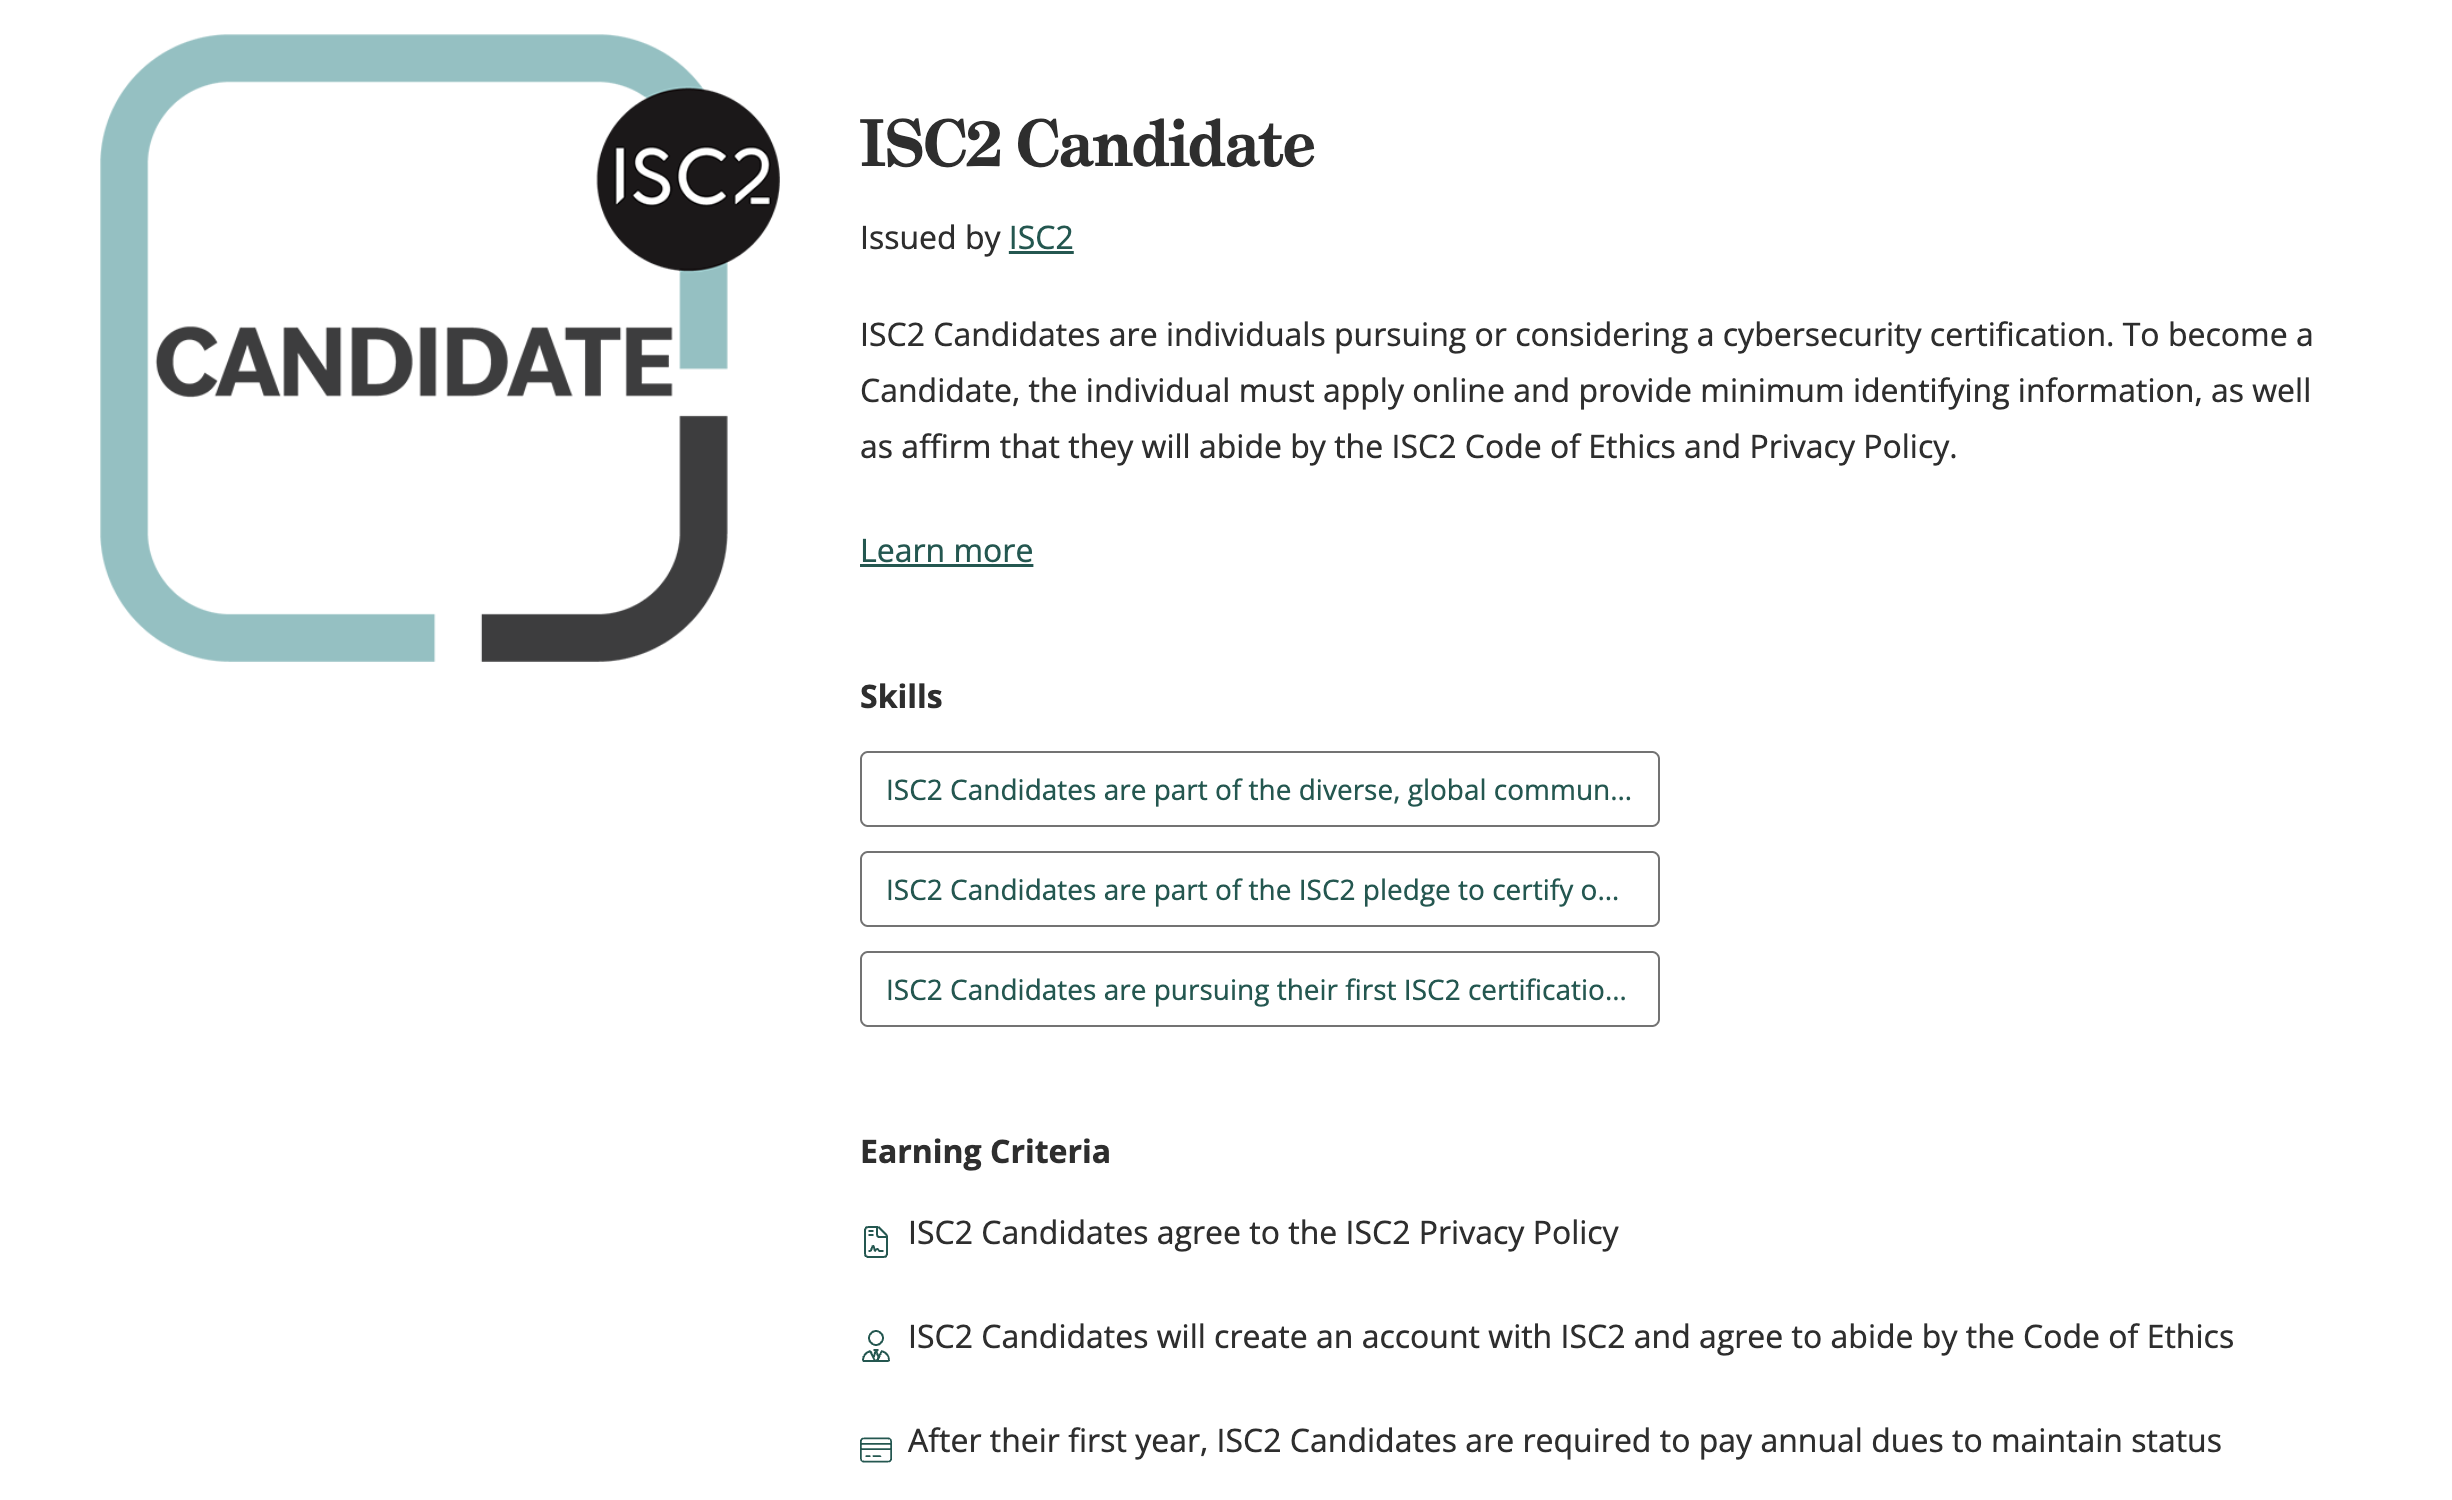 ISC2
CANDIDATE
ISC2 Candidate
Issued by ISC2
ISC2 Candidates are individuals pursuing or considering a cybersecurity certification. To become a
Candidate, the individual must apply online and provide minimum identifying information, as well
as affirm that they will abide by the ISC2 Code of Ethics and Privacy Policy.
Learn more
Skills
ISC2 Candidates are part of the diverse, global commun...
ISC2 Candidates are part of the ISC2 pledge to certify o...
ISC2 Candidates are pursuing their first ISC2 certificatio...
Earning Criteria
ISC2 Candidates agree to the ISC2 Privacy Policy
ISC2 Candidates will create an account with ISC2 and agree to abide by the Code of Ethics
After their first year, ISC2 Candidates are required to pay annual dues to maintain status